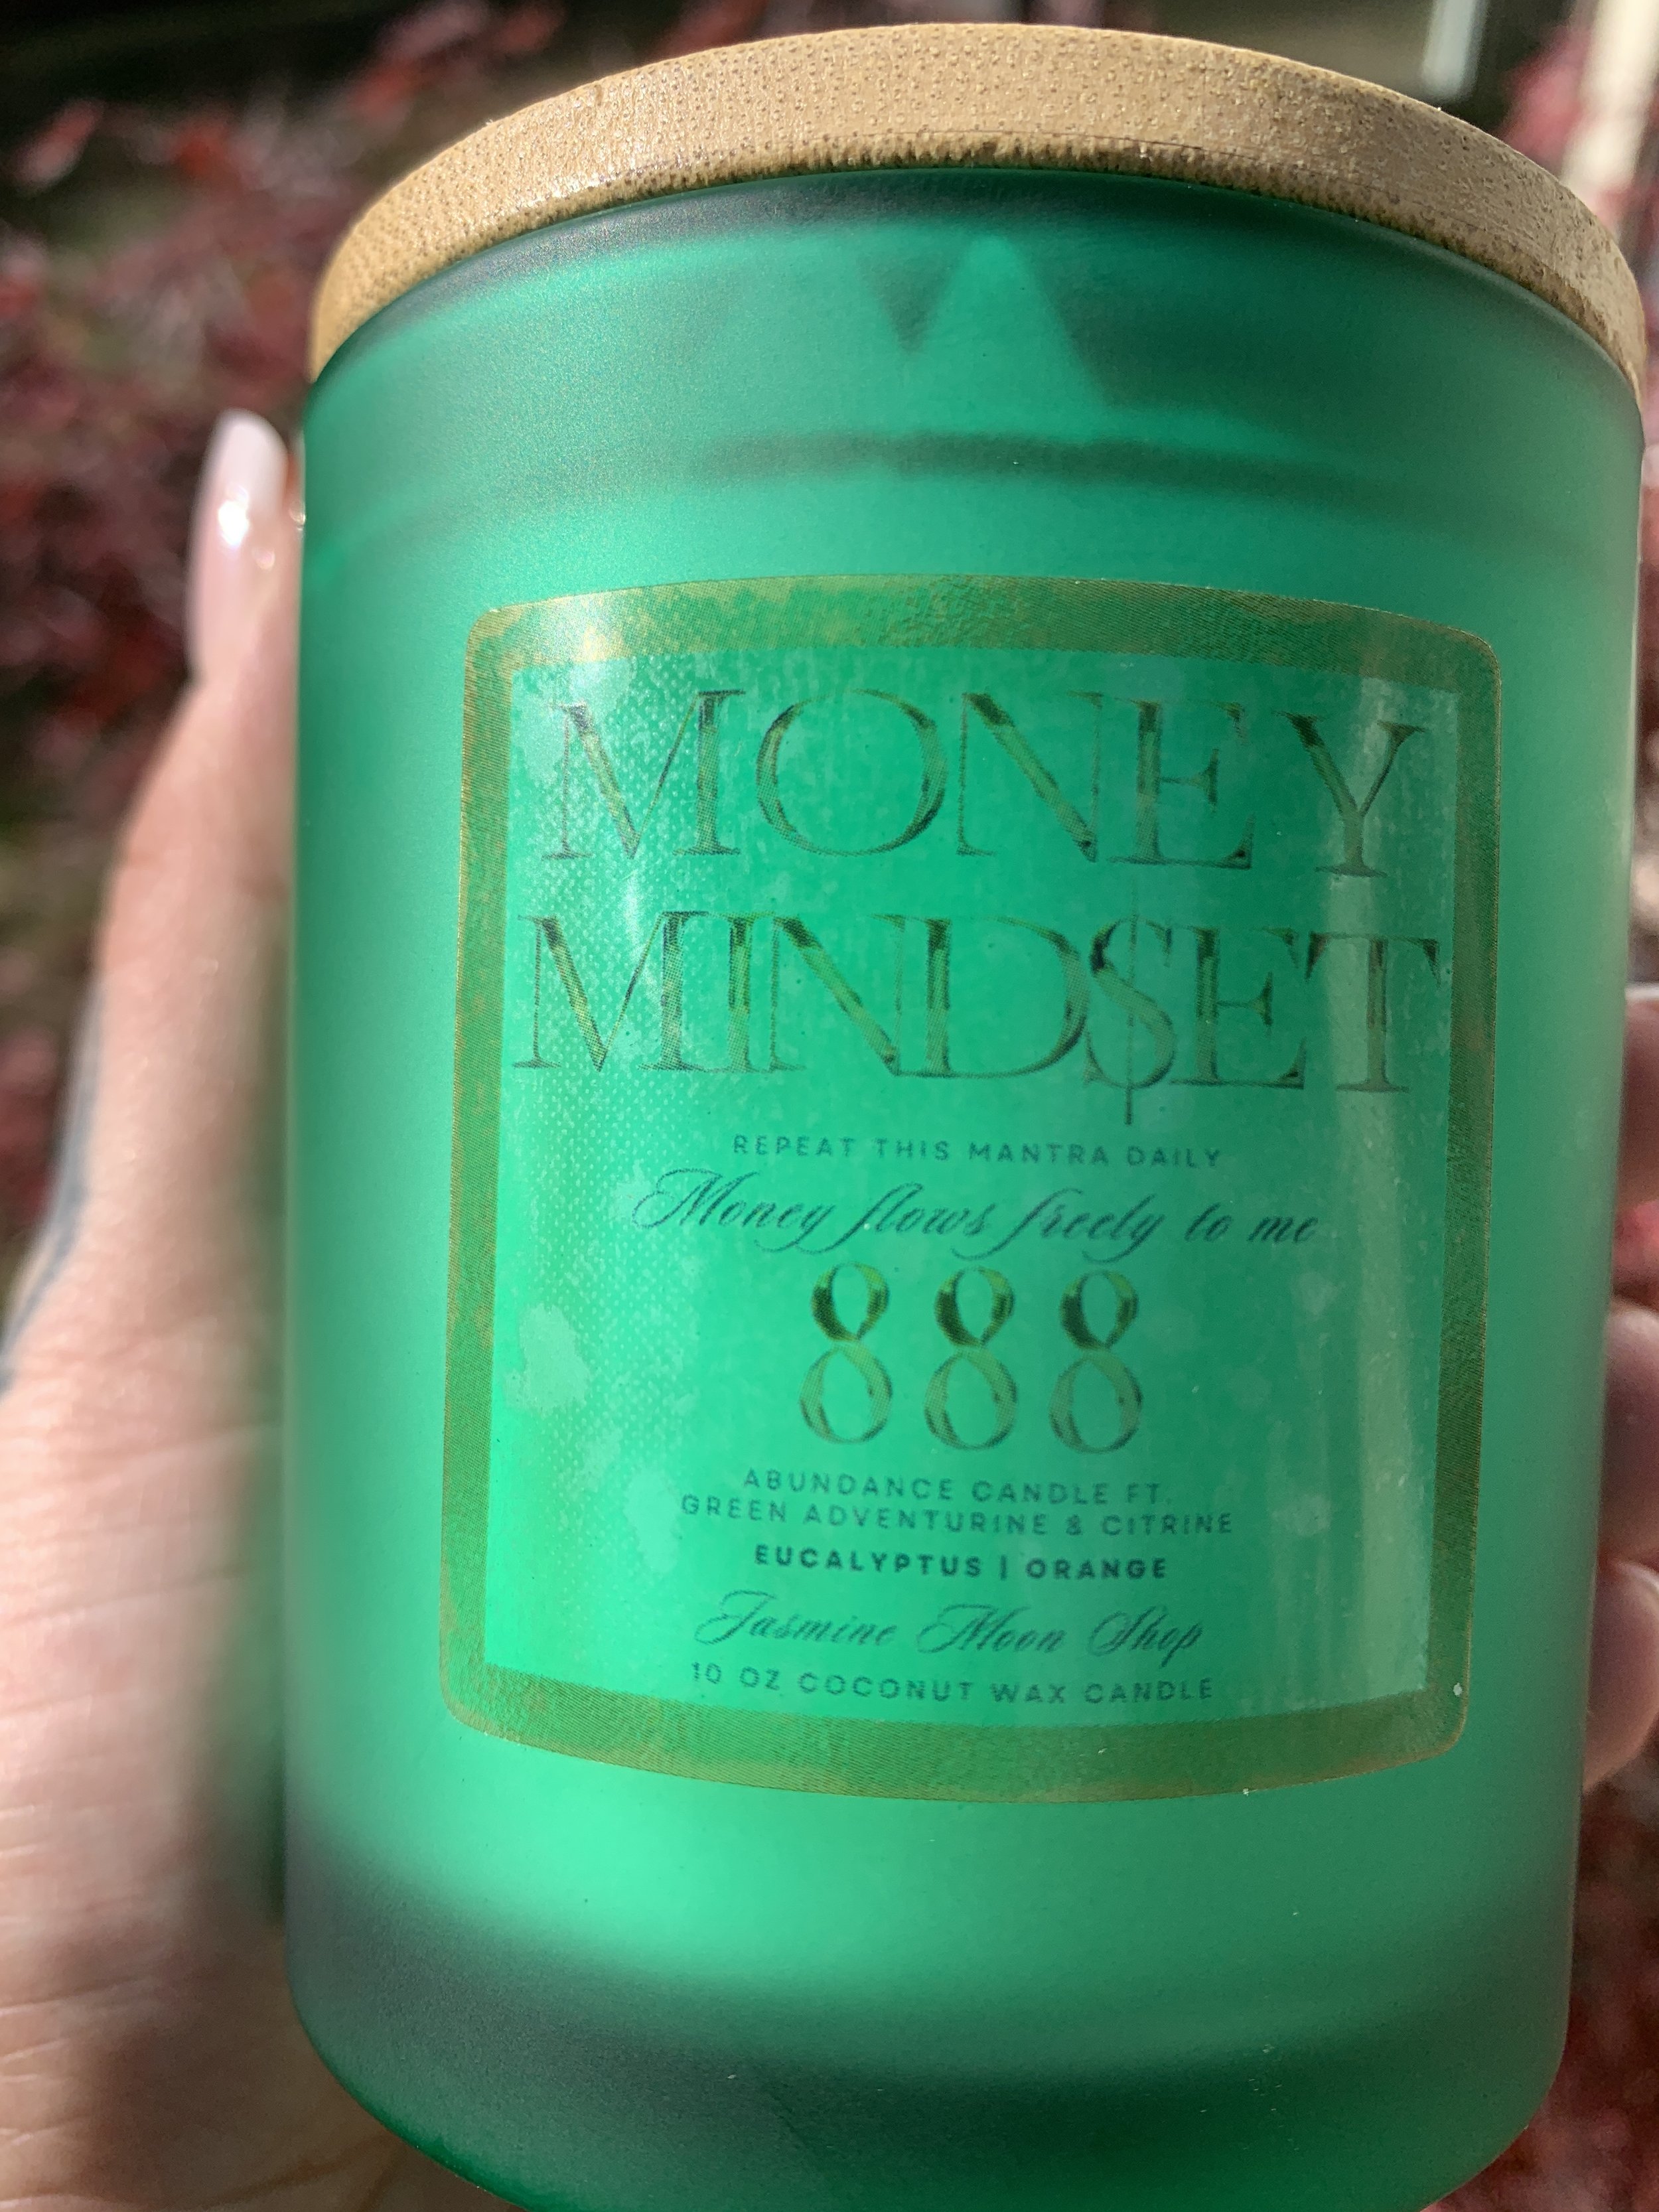 MONEY
MIND$ET
REPEAT THIS MANTRA DAILY
Money flows freely to me
888
ABUNDANCE CANDLE FT.
GREEN ADVENTURINE & CITRINE
EUCALYPTUS | ORANGE
Jasmine Moon Shop
10 OZ COCONUT WAX CANDLE